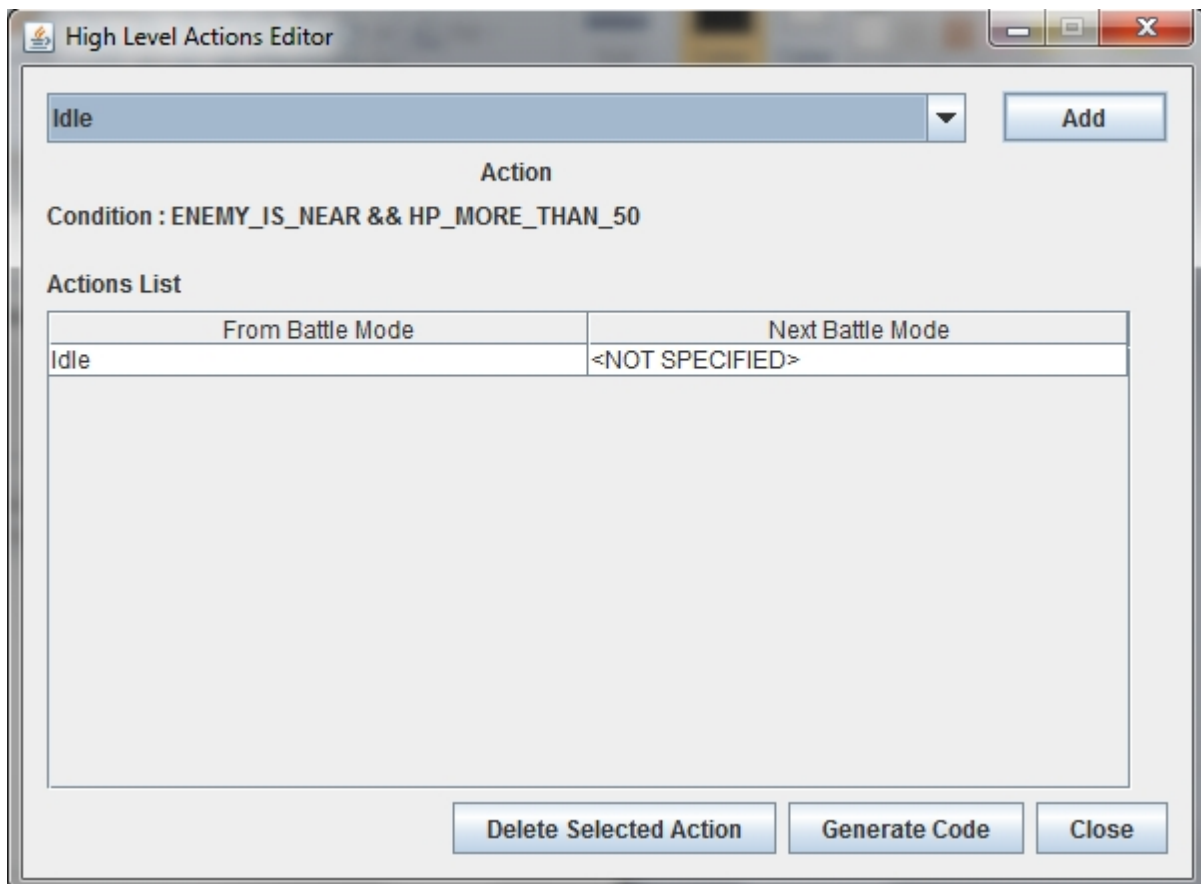 High Level Actions Editor
Idle
Add
Action
Condition : ENEMY_IS_NEAR && HP_MORE_THAN_50
Actions List
From Battle Mode Next Battle Mode
Idle <NOT SPECIFIED>
Delete Selected Action Generate Code Close